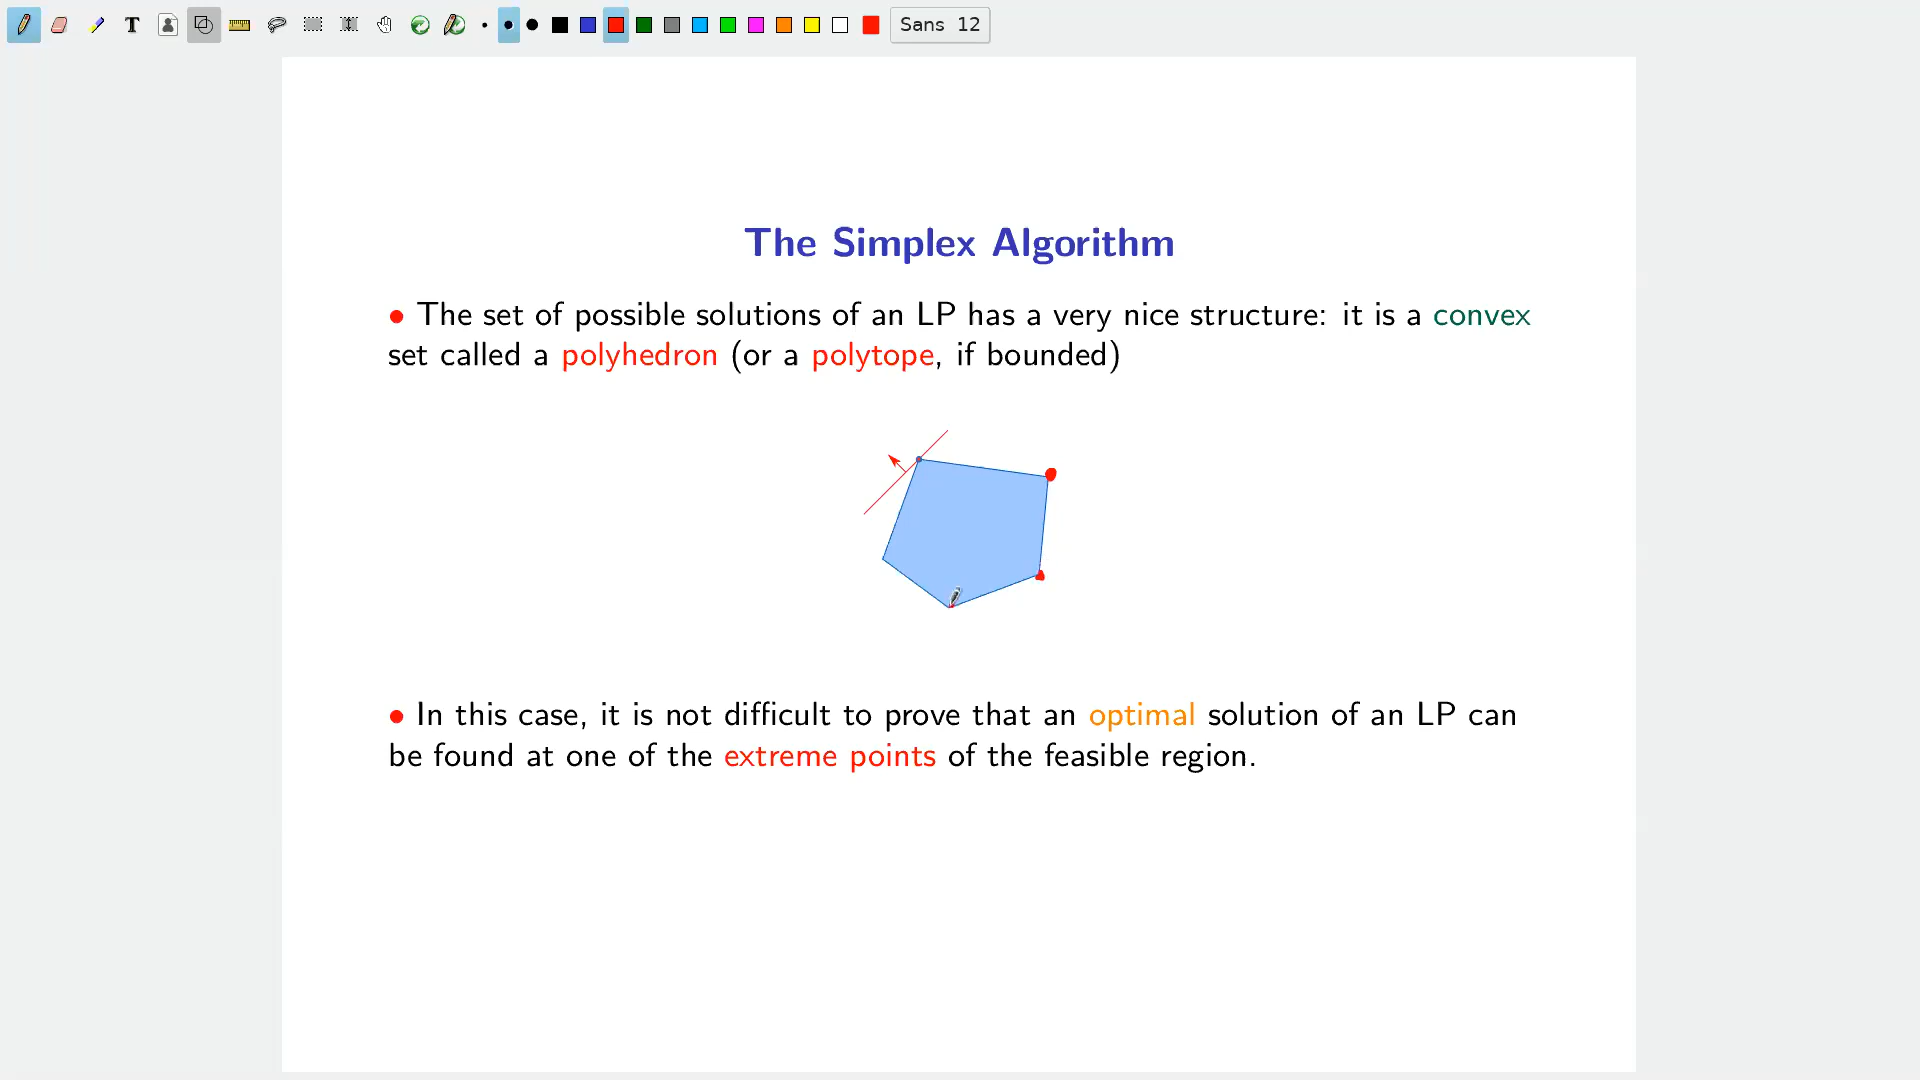 T Sans 12
The Simplex Algorithm
• The set of possible solutions of an LP has a very nice structure: it is a convex
set called a polyhedron (or a polytope, if bounded)
• In this case, it is not difficult to prove that an optimal solution of an LP can
be found at one of the extreme points of the feasible region.